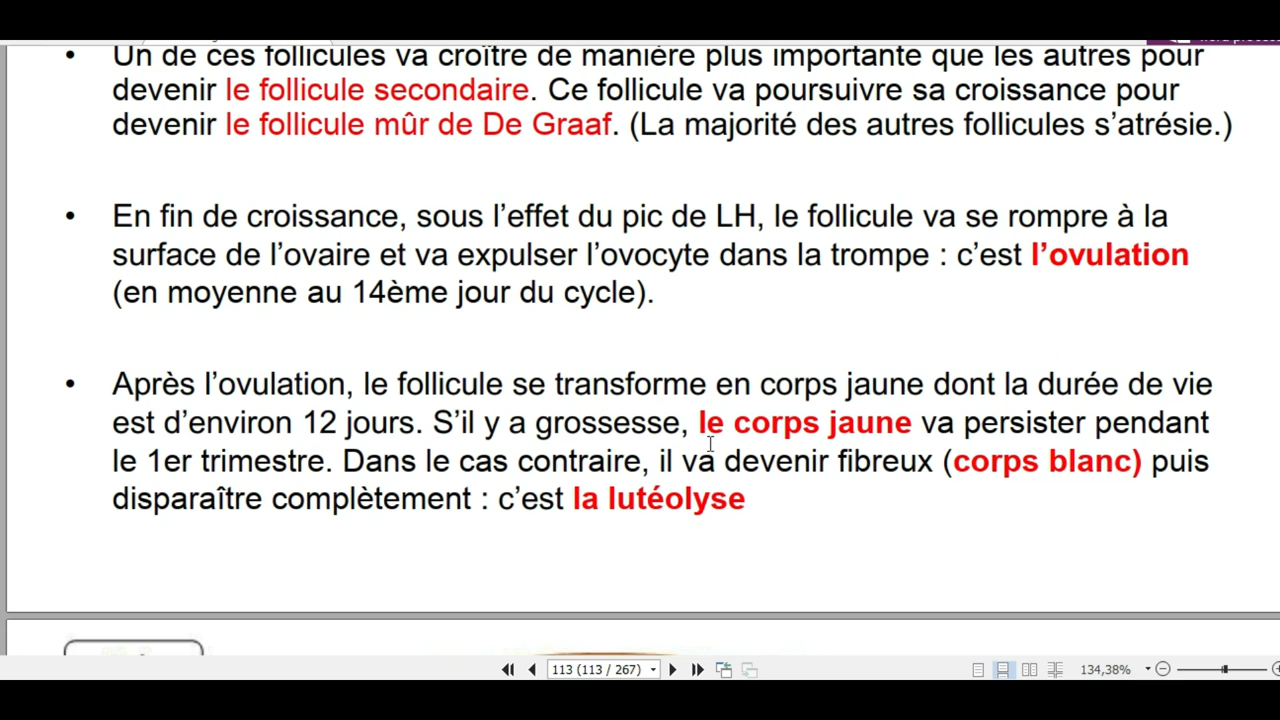 • Un de ces follicules va croître de manière plus importante que les autres pour
devenir le follicule secondaire. Ce follicule va poursuivre sa croissance pour
devenir le follicule mûr de De Graaf. (La majorité des autres follicules s’atrésie.)
• En fin de croissance, sous l’effet du pic de LH, le follicule va se rompre à la
surface de l’ovaire et va expulser l’ovocyte dans la trompe : c’est l’ovulation
(en moyenne au 14ème jour du cycle).
• Après l’ovulation, le follicule se transforme en corps jaune dont la durée de vie
est d’environ 12 jours. S’il y a grossesse, le corps jaune va persister pendant
le 1er trimestre. Dans le cas contraire, il va devenir fibreux (corps blanc) puis
disparaître complètement : c’est la lutéolyse
113 (113 / 267)
134,38%